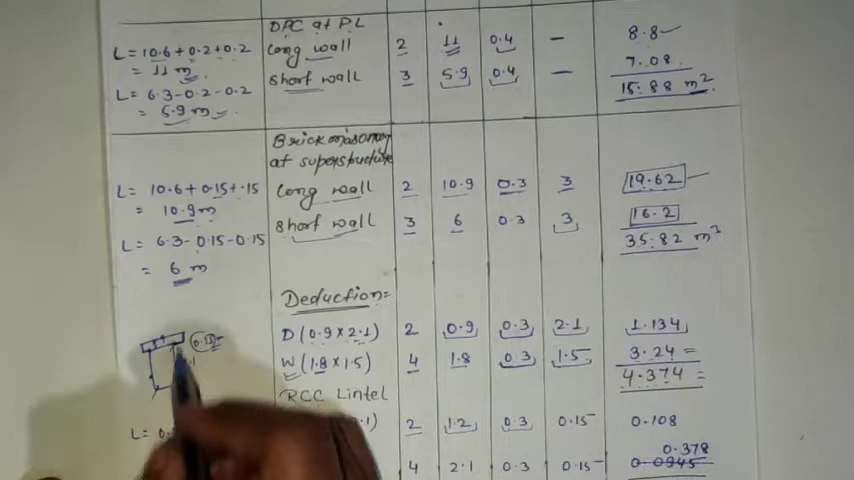 DPC at PL
L = 10.6 + 0.2 + 0.2 long wall 2 11 0.4 — 8.8
= 11 m short wall 3 5.9 0.4 — 7.08
L = 6.3 - 0.2 - 0.2 15.88 m²
= 5.9 m
Brick masonry
at superstructure
L = 10.6 + 0.15 + .15 long wall 2 10.9 0.3 3 19.62
= 10.9 m short wall 3 6 0.3 3 16.2
L = 6.3 - 0.15 - 0.15 35.82 m³
= 6 m
Deduction =
D (0.9 x 2.1) 2 0.9 0.3 2.1 1.134
W (1.8 x 1.5) 4 1.8 0.3 1.5 3.24 =
4.374 =
RCC Lintel
L = .1) 2 1.2 0.3 0.15 0.108
0.378
4 2.1 0.3 0.15 0.0945